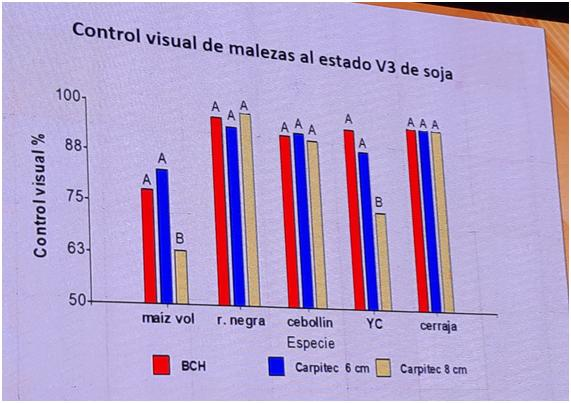 Control visual de malezas al estado V3 de soja
Control visual %
100
88
75
63
50
A A B
A A A
A A A
A A B
A A A
maiz vol r. negra cebollin YC cerraja
Especie
BCH Carpitec 6 cm Carpitec 8 cm